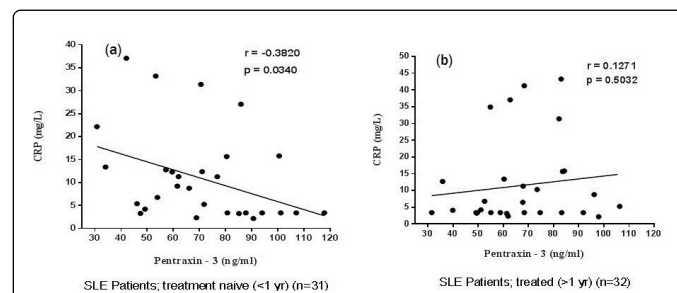 (a)
r = -0.3820
p = 0.0340
40
35
30
25
20
15
10
5
0
CRP (mg/L)
30 40 50 60 70 80 90 100 110 120
Pentraxin - 3 (ng/ml)
SLE Patients; treatment naive (<1 yr) (n=31)
(b)
r = 0.1271
p = 0.5032
50
45
40
35
30
25
20
15
10
5
0
CRP (mg/L)
30 40 50 60 70 80 90 100 110 120
Pentraxin - 3 (ng/ml)
SLE Patients; treated (>1 yr) (n=32)